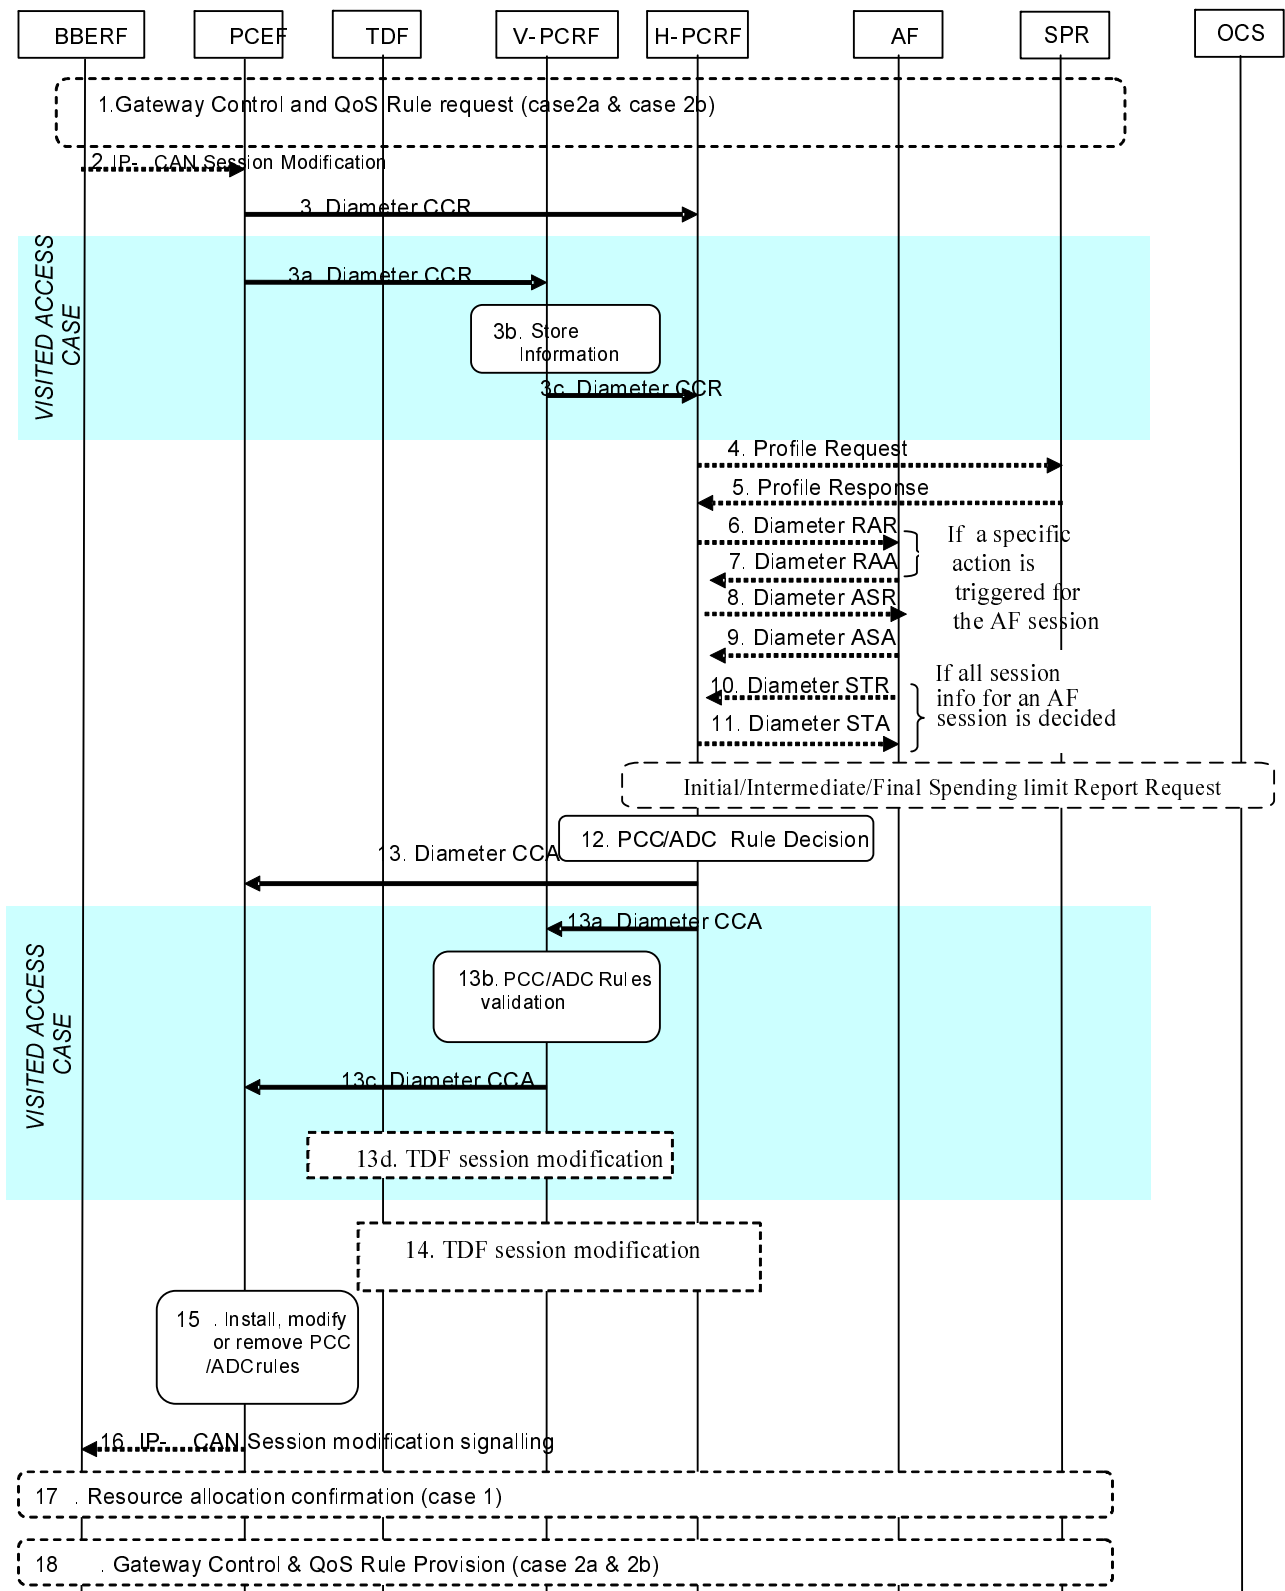 BBERF
PCEF
TDF
V-PCRF
H-PCRF
AF
SPR
OCS
1.Gateway Control and QoS Rule request (case2a & case 2b)
2. IP- CAN Session Modification
3. Diameter CCR
VISITED ACCESS
CASE
3a. Diameter CCR
3b. Store
Information
3c. Diameter CCR
4. Profile Request
5. Profile Response
6. Diameter RAR
7. Diameter RAA
8. Diameter ASR
9. Diameter ASA
If a specific
action is
triggered for
the AF session
10. Diameter STR
11. Diameter STA
If all session
info for an AF
session is decided
Initial/Intermediate/Final Spending limit Report Request
12. PCC/ADC Rule Decision
13. Diameter CCA
VISITED ACCESS
CASE
13a. Diameter CCA
13b. PCC/ADC Rules
validation
13c. Diameter CCA
13d. TDF session modification
14. TDF session modification
15 . Install, modify
or remove PCC
/ADCrules
16. IP- CAN Session modification signalling
17 . Resource allocation confirmation (case 1)
18 . Gateway Control & QoS Rule Provision (case 2a & 2b)